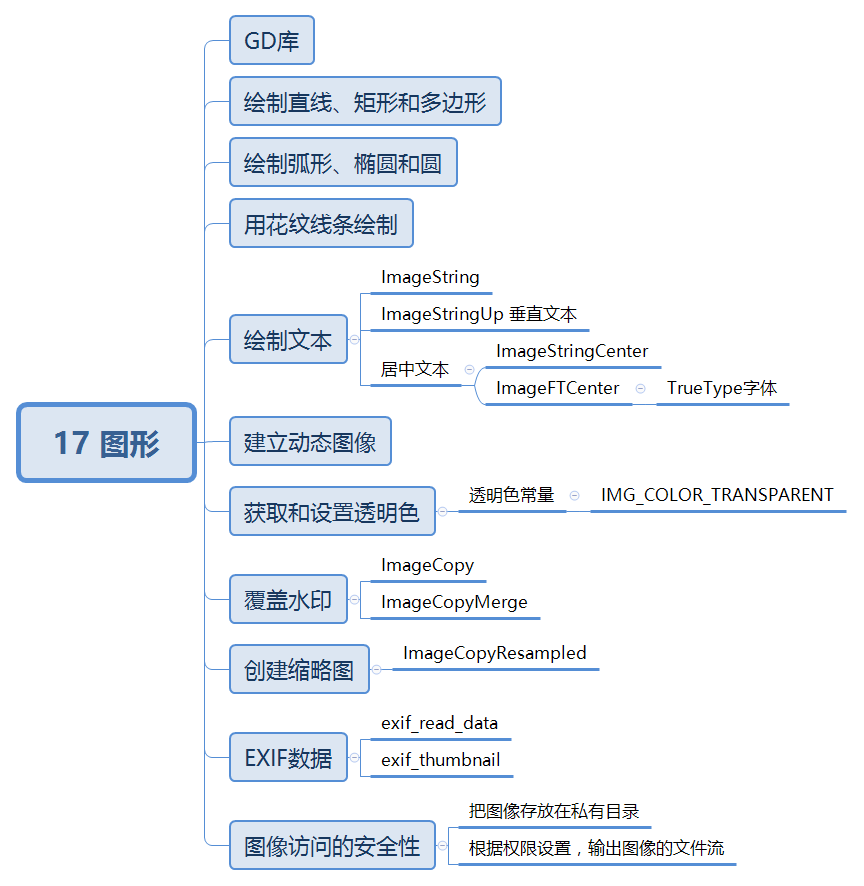 17 图形
GD库
绘制直线、矩形和多边形
绘制弧形、椭圆和圆
用花纹线条绘制
绘制文本
ImageString
ImageStringUp 垂直文本
居中文本
ImageStringCenter
ImageFTCenter
TrueType字体
建立动态图像
获取和设置透明色
透明色常量
IMG_COLOR_TRANSPARENT
覆盖水印
ImageCopy
ImageCopyMerge
创建缩略图
ImageCopyResampled
EXIF数据
exif_read_data
exif_thumbnail
图像访问的安全性
把图像存放在私有目录
根据权限设置，输出图像的文件流